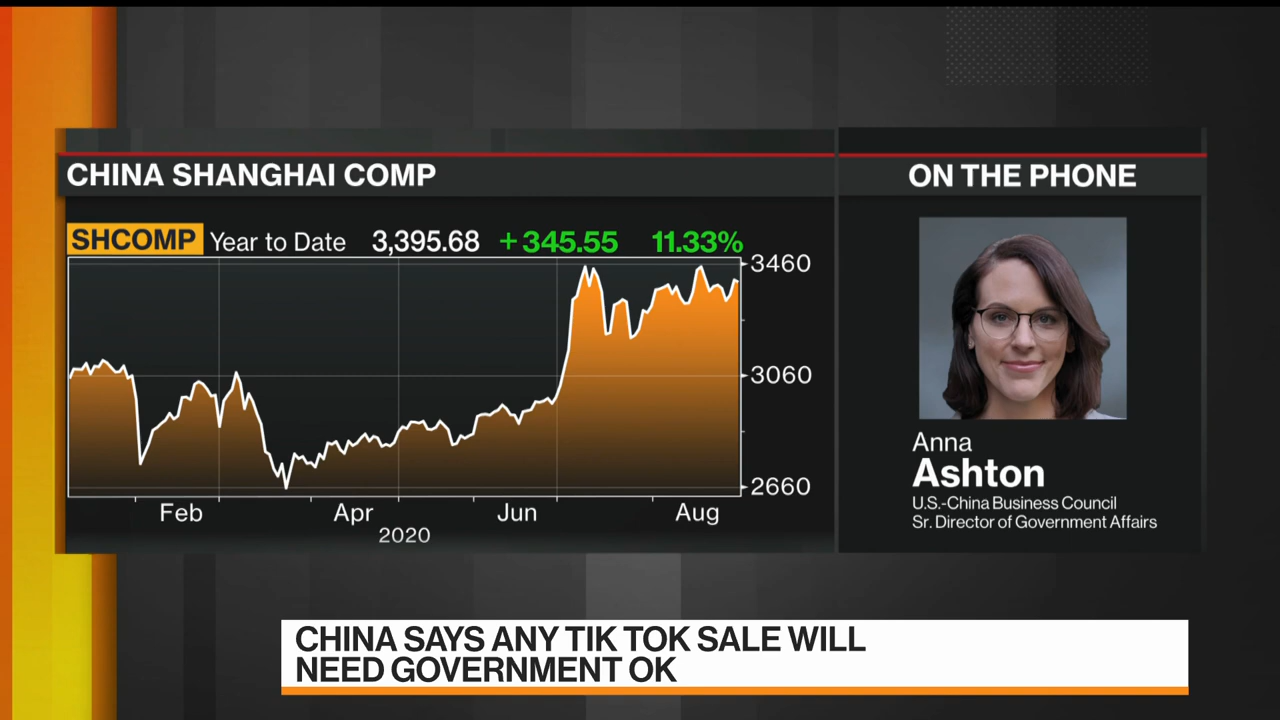 CHINA SHANGHAI COMP
SHCOMP Year to Date 3,395.68 +345.55 11.33%
3460
3060
2660
Feb Apr Jun Aug
2020
ON THE PHONE
Anna
Ashton
U.S.-China Business Council
Sr. Director of Government Affairs
CHINA SAYS ANY TIK TOK SALE WILL
NEED GOVERNMENT OK